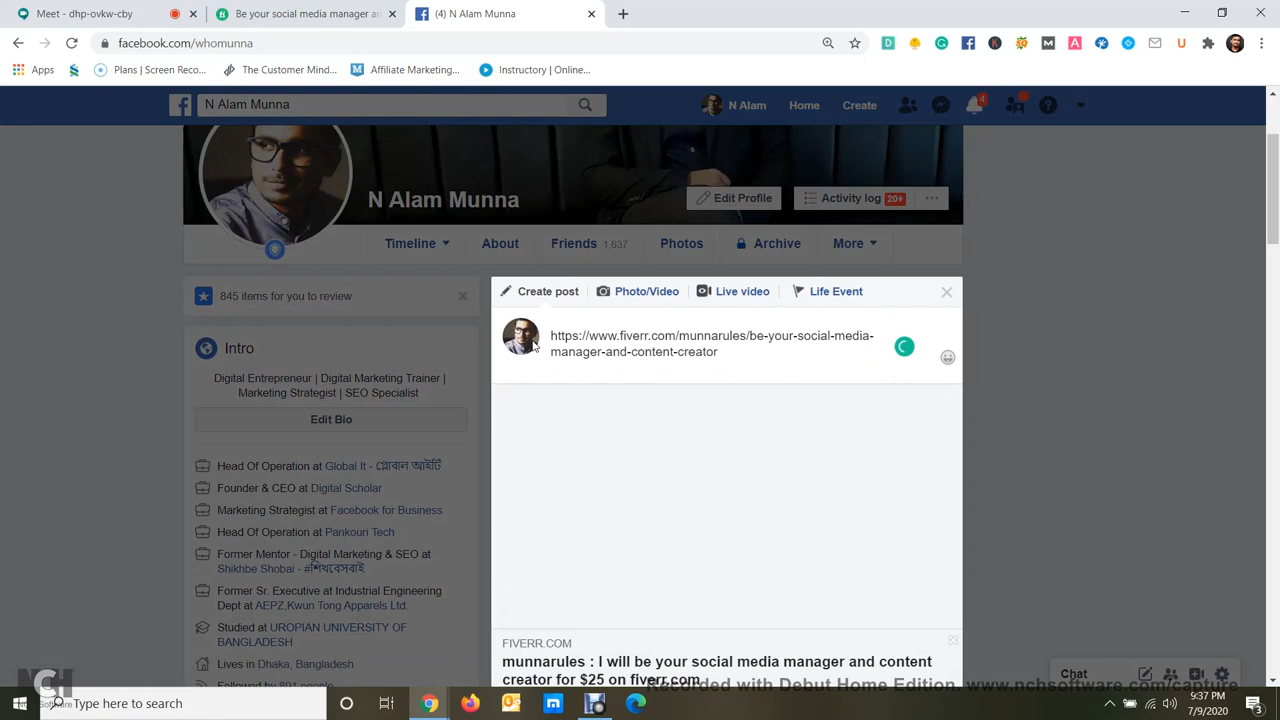 Meet - dhp-ovkw-cby
Be your social media manager an
(4) N Alam Munna
facebook.com/whomunna
Apps
Plans | Screen Reco...
The Customer Mind...
Affiliate Marketing...
Instructory | Online...
N Alam Munna
N Alam
Home
Create
4
N Alam Munna
Edit Profile
Activity log 20+
Timeline
About
Friends 1,637
Photos
Archive
More
845 items for you to review
Create post
Photo/Video
Live video
Life Event
https://www.fiverr.com/munnarules/be-your-social-media-
manager-and-content-creator
Intro
Digital Entrepreneur | Digital Marketing Trainer |
Marketing Strategist | SEO Specialist
Edit Bio
Head Of Operation at Global It - গ্লোবাল আইটি
Founder & CEO at Digital Scholar
Marketing Strategist at Facebook for Business
Head Of Operation at Pankouri Tech
Former Mentor - Digital Marketing & SEO at
Shikhbe Shobai - #শিখবেসবাই
Former Sr. Executive at Industrial Engineering
Dept at AEPZ,Kwun Tong Apparels Ltd.
Studied at UROPIAN UNIVERSITY OF
BANGLADESH
Lives in Dhaka, Bangladesh
Followed by 891 people
FIVERR.COM
munnarules : I will be your social media manager and content
creator for $25 on fiverr.com
Chat
Recorded with Debut Home Edition. www.nchsoftware.com/capture
NCH
Software
Type here to search
9:37 PM
7/9/2020
3